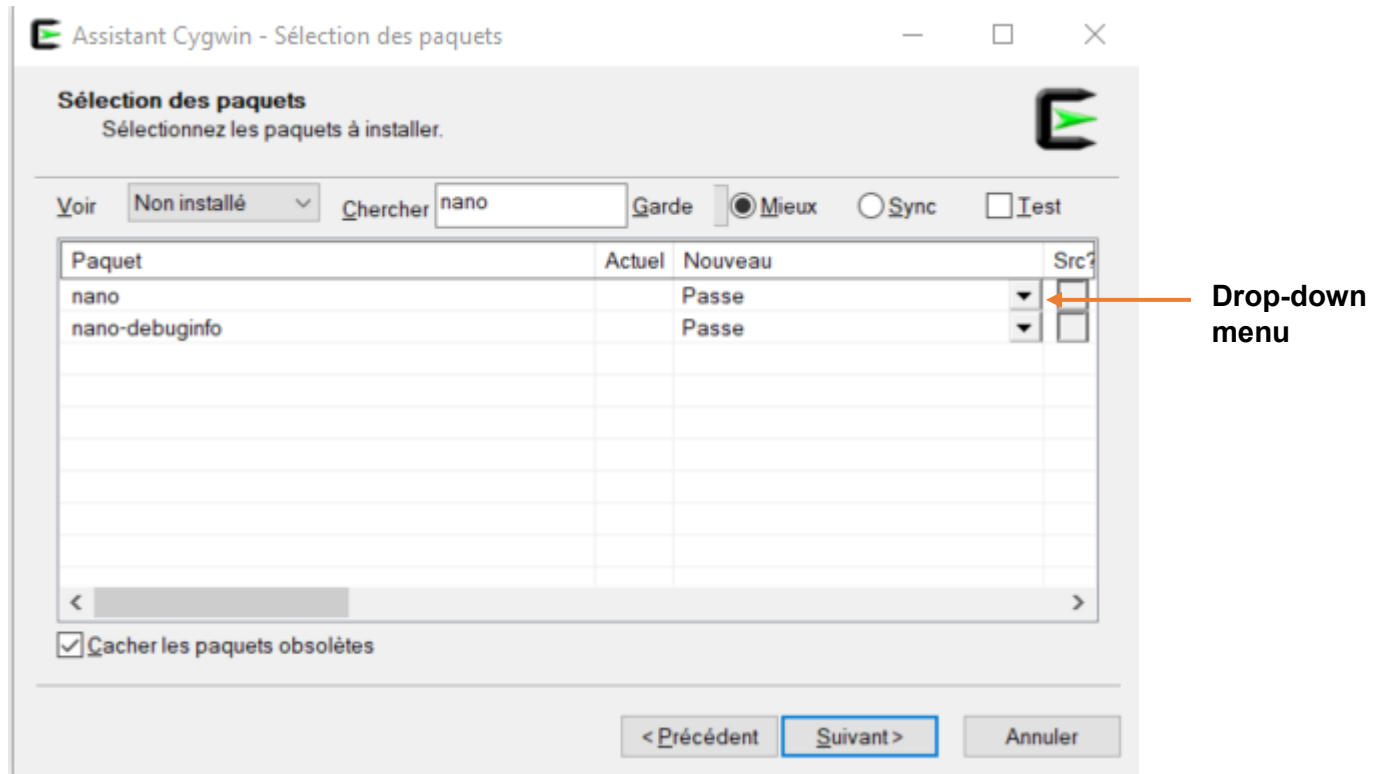 Assistant Cygwin - Sélection des paquets
Sélection des paquets
Sélectionnez les paquets à installer.
Voir Non installé Chercher nano Garde Mieux Sync Test
Paquet Actuel Nouveau Src?
nano Passe
nano-debuginfo Passe
Drop-down
menu
Cacher les paquets obsolètes
< Précédent Suivant > Annuler